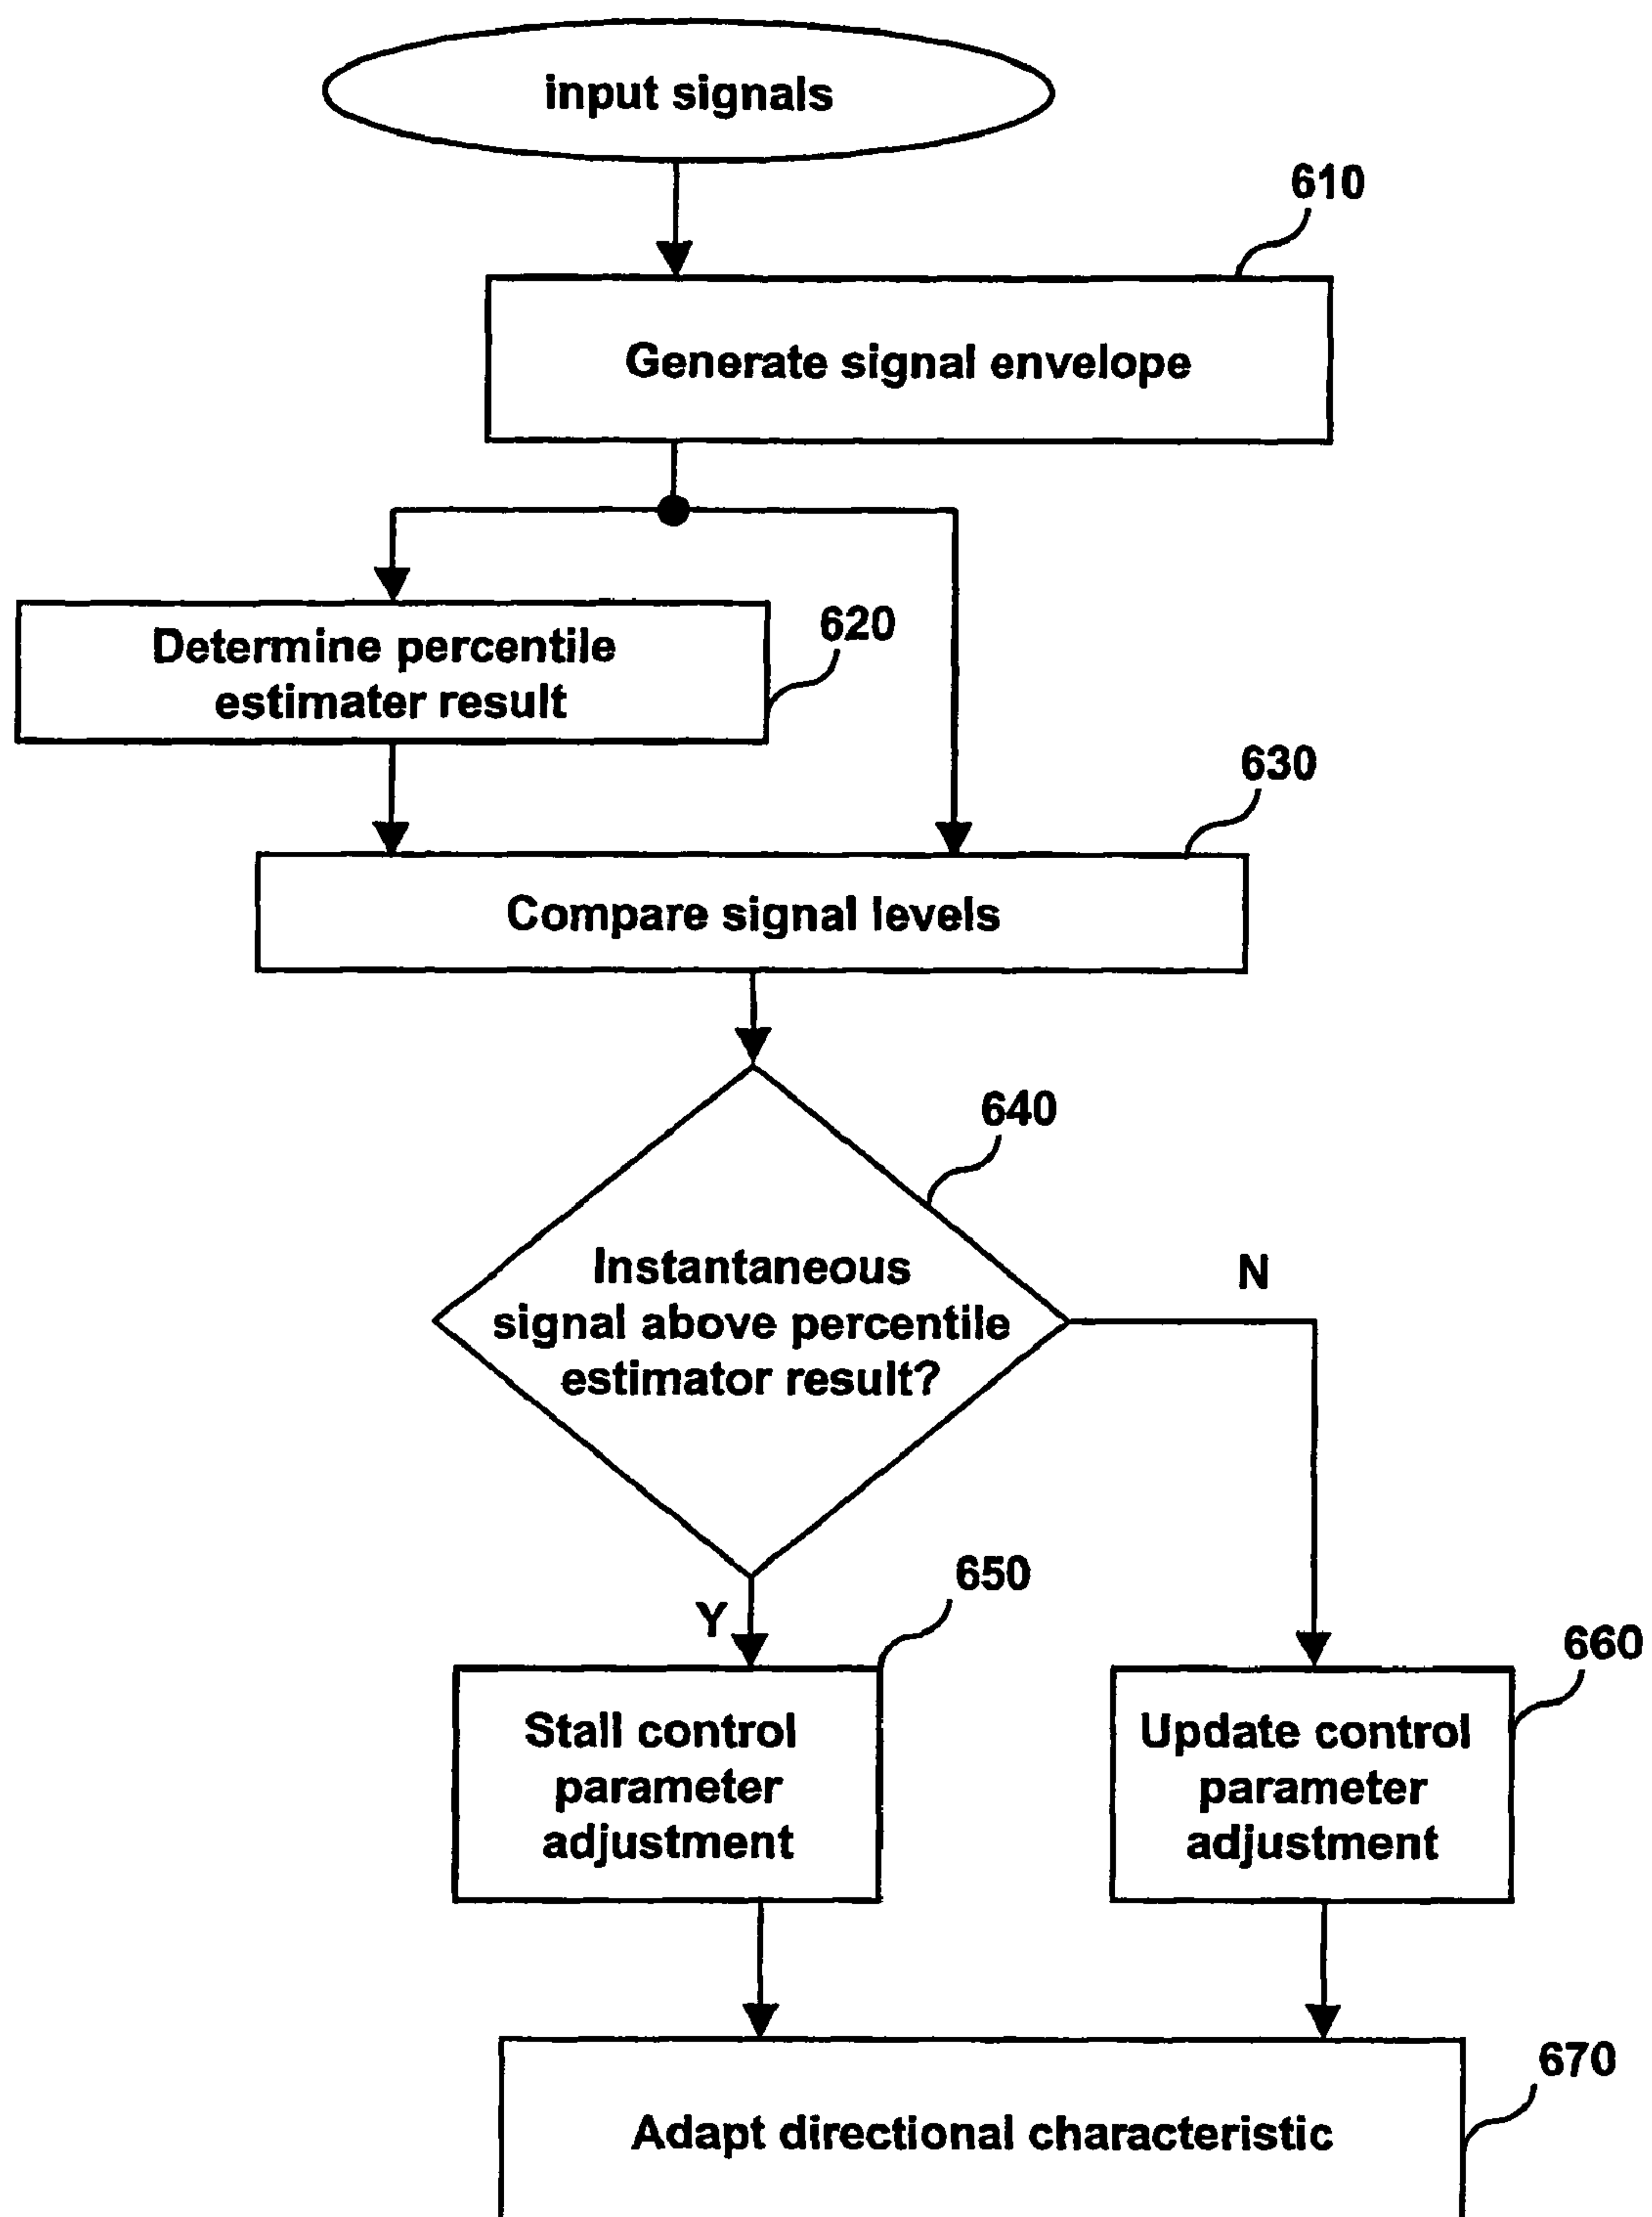 input signals
610
Generate signal envelope
Determine percentile
estimater result
620
630
Compare signal levels
640
Instantaneous
signal above percentile
estimator result?
N
Y
650
660
Stall control
parameter
adjustment
Update control
parameter
adjustment
670
Adapt directional characteristic